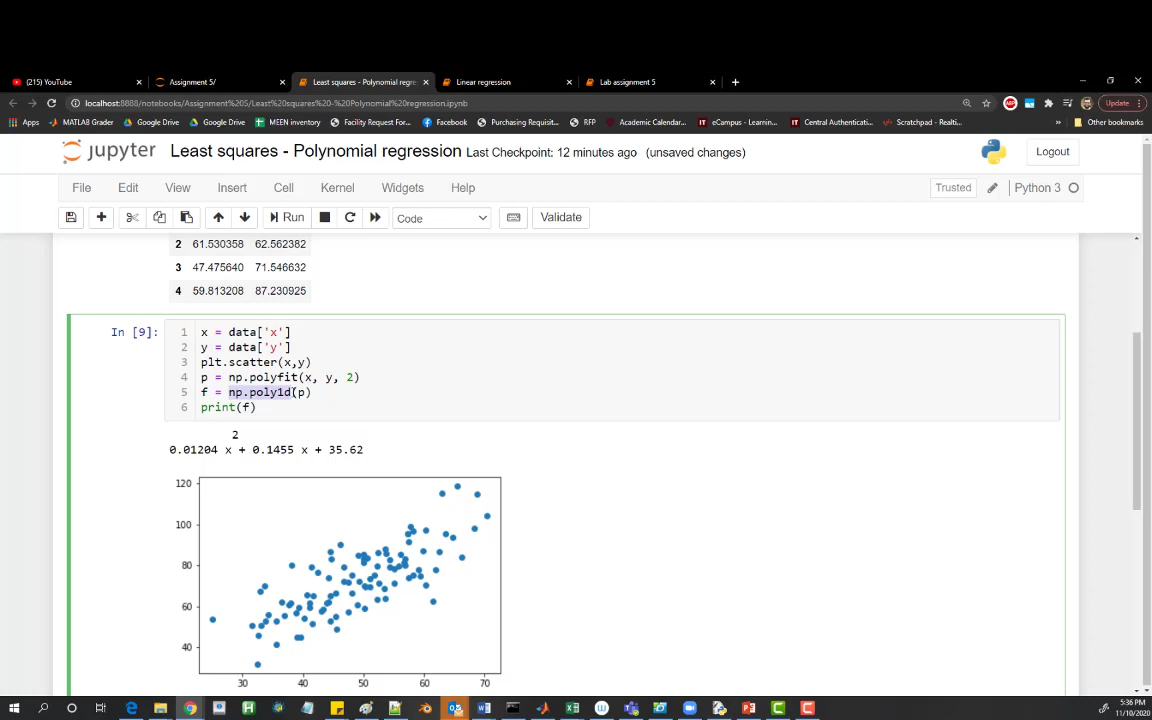 (215) YouTube
Assignment 5/
Least squares - Polynomial regre
Linear regression
Lab assignment 5
localhost:8888/notebooks/Assignment%205/Least%20squares%20-%20Polynomial%20regression.ipynb
Update
Apps
MATLAB Grader
Google Drive
Google Drive
MEEN inventory
Facility Request For...
Facebook
Purchasing Requisit...
RFP
Academic Calendar...
eCampus - Learnin...
Central Authenticati...
Scratchpad - Realti...
»
Other bookmarks
jupyter Least squares - Polynomial regression Last Checkpoint: 12 minutes ago (unsaved changes)
Logout
File Edit View Insert Cell Kernel Widgets Help
Trusted
Python 3
Run
Code
Validate
2 61.530358 62.562382
3 47.475640 71.546632
4 59.813208 87.230925
In [9]:
1 x = data['x']
2 y = data['y']
3 plt.scatter(x,y)
4 p = np.polyfit(x, y, 2)
5 f = np.poly1d(p)
6 print(f)
2
0.01204 x + 0.1455 x + 35.62
120
100
80
60
40
30 40 50 60 70
5:36 PM
11/10/2020